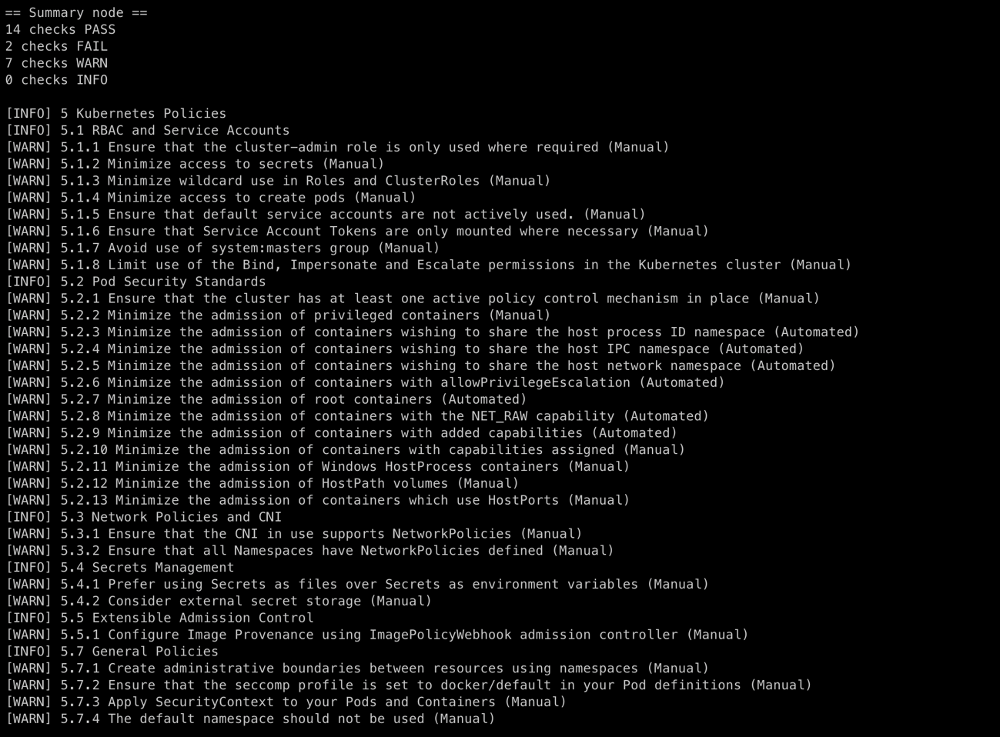 == Summary node ==
14 checks PASS
2 checks FAIL
7 checks WARN
0 checks INFO
[INFO] 5 Kubernetes Policies
[INFO] 5.1 RBAC and Service Accounts
[WARN] 5.1.1 Ensure that the cluster-admin role is only used where required (Manual)
[WARN] 5.1.2 Minimize access to secrets (Manual)
[WARN] 5.1.3 Minimize wildcard use in Roles and ClusterRoles (Manual)
[WARN] 5.1.4 Minimize access to create pods (Manual)
[WARN] 5.1.5 Ensure that default service accounts are not actively used. (Manual)
[WARN] 5.1.6 Ensure that Service Account Tokens are only mounted where necessary (Manual)
[WARN] 5.1.7 Avoid use of system:masters group (Manual)
[WARN] 5.1.8 Limit use of the Bind, Impersonate and Escalate permissions in the Kubernetes cluster (Manual)
[INFO] 5.2 Pod Security Standards
[WARN] 5.2.1 Ensure that the cluster has at least one active policy control mechanism in place (Manual)
[WARN] 5.2.2 Minimize the admission of privileged containers (Manual)
[WARN] 5.2.3 Minimize the admission of containers wishing to share the host process ID namespace (Automated)
[WARN] 5.2.4 Minimize the admission of containers wishing to share the host IPC namespace (Automated)
[WARN] 5.2.5 Minimize the admission of containers wishing to share the host network namespace (Automated)
[WARN] 5.2.6 Minimize the admission of containers with allowPrivilegeEscalation (Automated)
[WARN] 5.2.7 Minimize the admission of root containers (Automated)
[WARN] 5.2.8 Minimize the admission of containers with the NET_RAW capability (Automated)
[WARN] 5.2.9 Minimize the admission of containers with added capabilities (Automated)
[WARN] 5.2.10 Minimize the admission of containers with capabilities assigned (Manual)
[WARN] 5.2.11 Minimize the admission of Windows HostProcess containers (Manual)
[WARN] 5.2.12 Minimize the admission of HostPath volumes (Manual)
[WARN] 5.2.13 Minimize the admission of containers which use HostPorts (Manual)
[INFO] 5.3 Network Policies and CNI
[WARN] 5.3.1 Ensure that the CNI in use supports NetworkPolicies (Manual)
[WARN] 5.3.2 Ensure that all Namespaces have NetworkPolicies defined (Manual)
[INFO] 5.4 Secrets Management
[WARN] 5.4.1 Prefer using Secrets as files over Secrets as environment variables (Manual)
[WARN] 5.4.2 Consider external secret storage (Manual)
[INFO] 5.5 Extensible Admission Control
[WARN] 5.5.1 Configure Image Provenance using ImagePolicyWebhook admission controller (Manual)
[INFO] 5.7 General Policies
[WARN] 5.7.1 Create administrative boundaries between resources using namespaces (Manual)
[WARN] 5.7.2 Ensure that the seccomp profile is set to docker/default in your Pod definitions (Manual)
[WARN] 5.7.3 Apply SecurityContext to your Pods and Containers (Manual)
[WARN] 5.7.4 The default namespace should not be used (Manual)